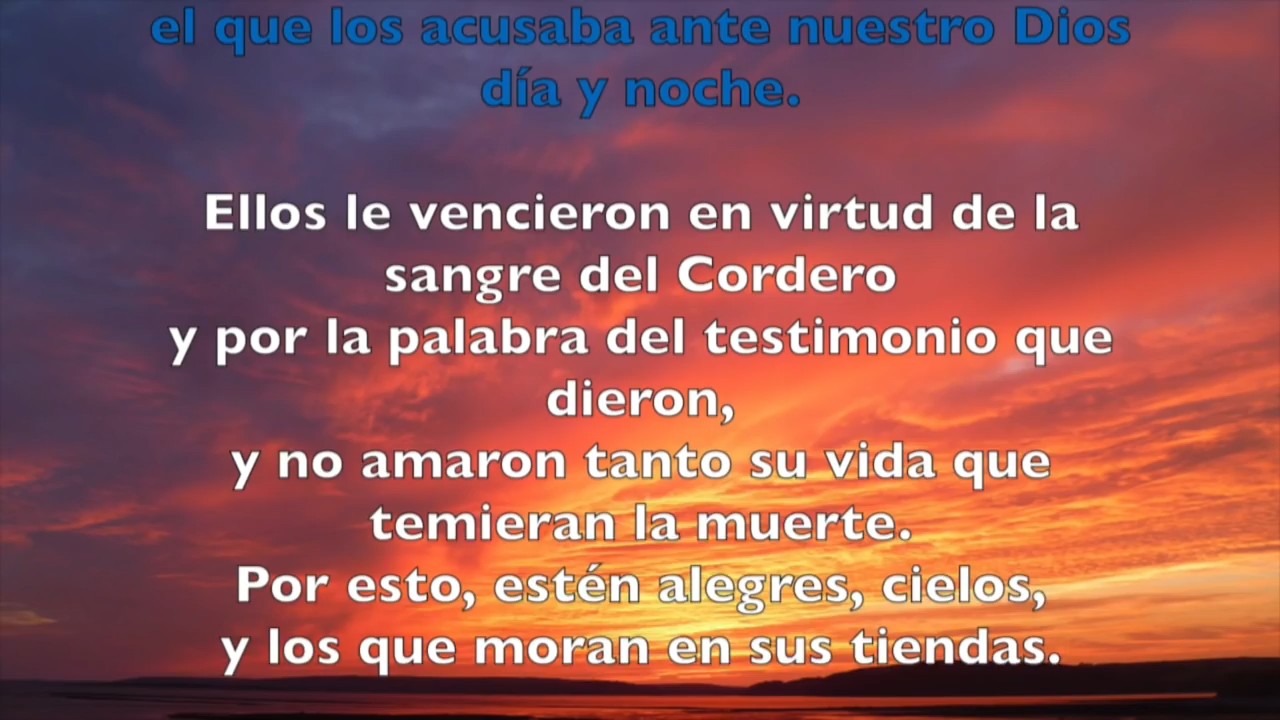 el que los acusaba ante nuestro Dios
día y noche.
Ellos le vencieron en virtud de la
sangre del Cordero
y por la palabra del testimonio que
dieron,
y no amaron tanto su vida que
temieran la muerte.
Por esto, estén alegres, cielos,
y los que moran en sus tiendas.